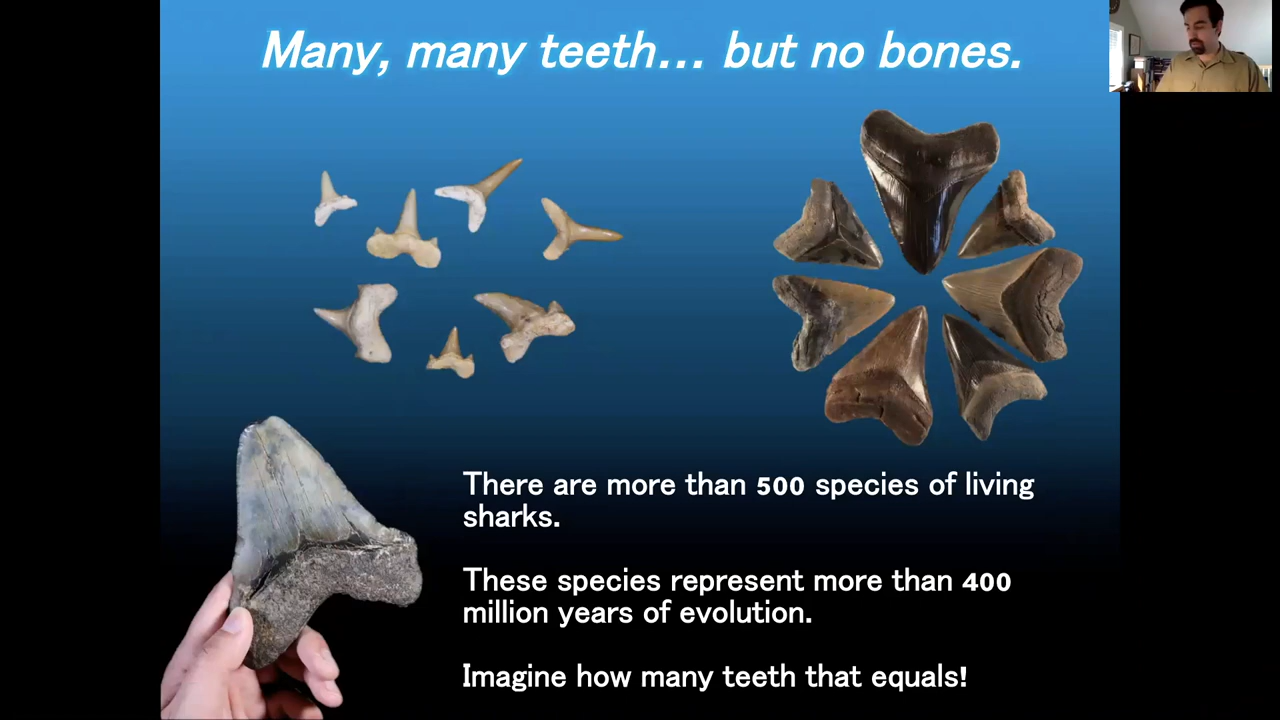 Many, many teeth... but no bones.
There are more than 500 species of living
sharks.
These species represent more than 400
million years of evolution.
Imagine how many teeth that equals!